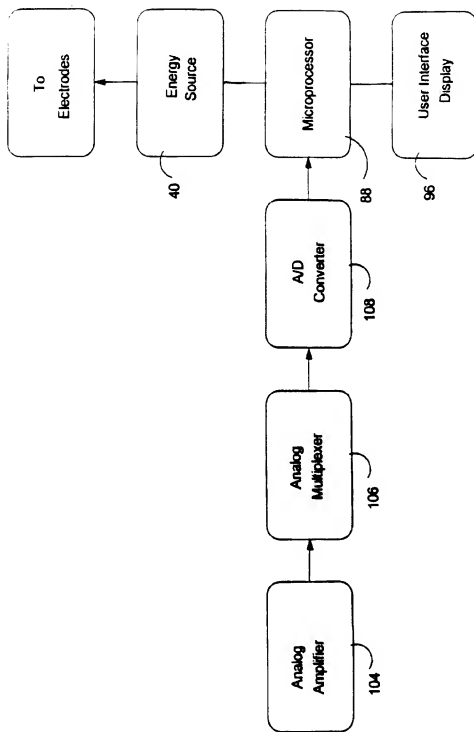 To
Electrodes
Energy
Source
40
Microprocessor
88
User Interface
Display
96
A/D
Converter
108
Analog
Multiplexer
106
Analog
Amplifier
104